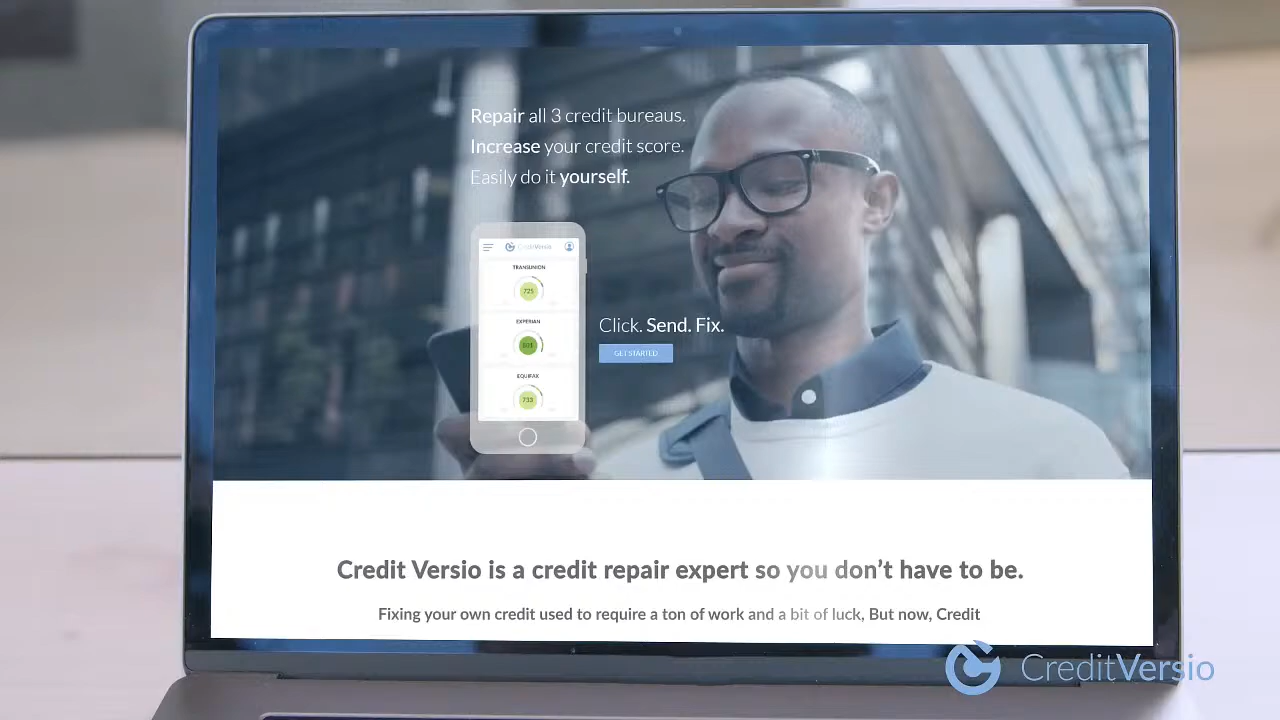 Repair all 3 credit bureaus.
Increase your credit score.
Easily do it yourself.
CreditVersio
TRANSUNION
725
EXPERIAN
801
EQUIFAX
733
Click. Send. Fix.
GET STARTED
Credit Versio is a credit repair expert so you don't have to be.
Fixing your own credit used to require a ton of work and a bit of luck, But now, Credit
CreditVersio